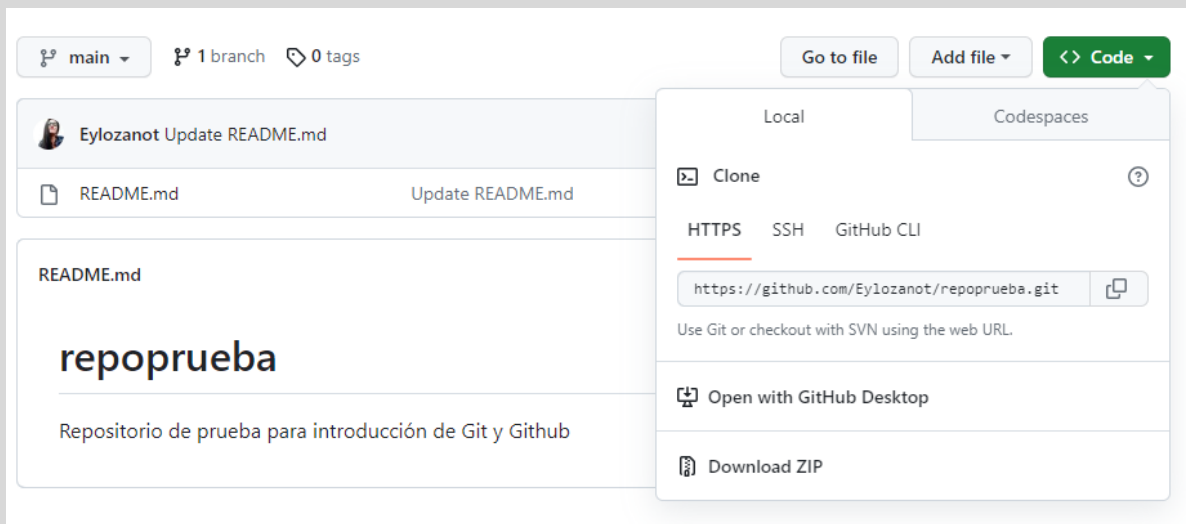 main
1 branch
0 tags
Go to file
Add file
<> Code
Eylozanot Update README.md
README.md
Update README.md
README.md
repoprueba
Repositorio de prueba para introducción de Git y Github
Local
Codespaces
Clone
HTTPS
SSH
GitHub CLI
https://github.com/Eylozanot/repoprueba.git
Use Git or checkout with SVN using the web URL.
Open with GitHub Desktop
Download ZIP